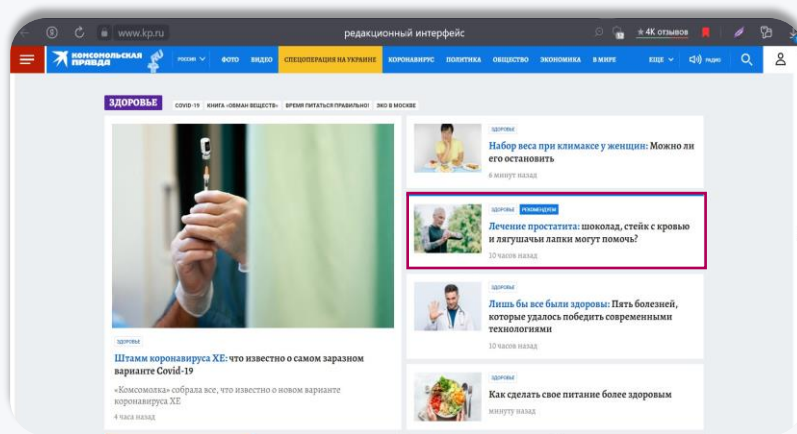 www.kp.ru
редакционный интерфейс
★ 4K отзывов
КОМСОМОЛЬСКАЯ
ПРАВДА
РОССИЯ
ФОТО
ВИДЕО
СПЕЦОПЕРАЦИЯ НА УКРАИНЕ
КОРОНАВИРУС
ПОЛИТИКА
ОБЩЕСТВО
ЭКОНОМИКА
В МИРЕ
ЕЩЕ
РАДИО
ЗДОРОВЬЕ
COVID-19
КНИГА «ОБМАН ВЕЩЕСТВ»
ВРЕМЯ ПИТАТЬСЯ ПРАВИЛЬНО!
ЭКО В МОСКВЕ
ЗДОРОВЬЕ
Штамм коронавируса XE: что известно о самом заразном
варианте Covid-19
«Комсомолка» собрала все, что известно о новом варианте
коронавируса XE
4 часа назад
ЗДОРОВЬЕ
Набор веса при климаксе у женщин: Можно ли
его остановить
6 минут назад
ЗДОРОВЬЕ
РЕКОМЕНДУЕМ
Лечение простатита: шоколад, стейк с кровью
и лягушачьи лапки могут помочь?
10 часов назад
ЗДОРОВЬЕ
Лишь бы все были здоровы: Пять болезней,
которые удалось победить современными
технологиями
10 часов назад
ЗДОРОВЬЕ
Как сделать свое питание более здоровым
минуту назад